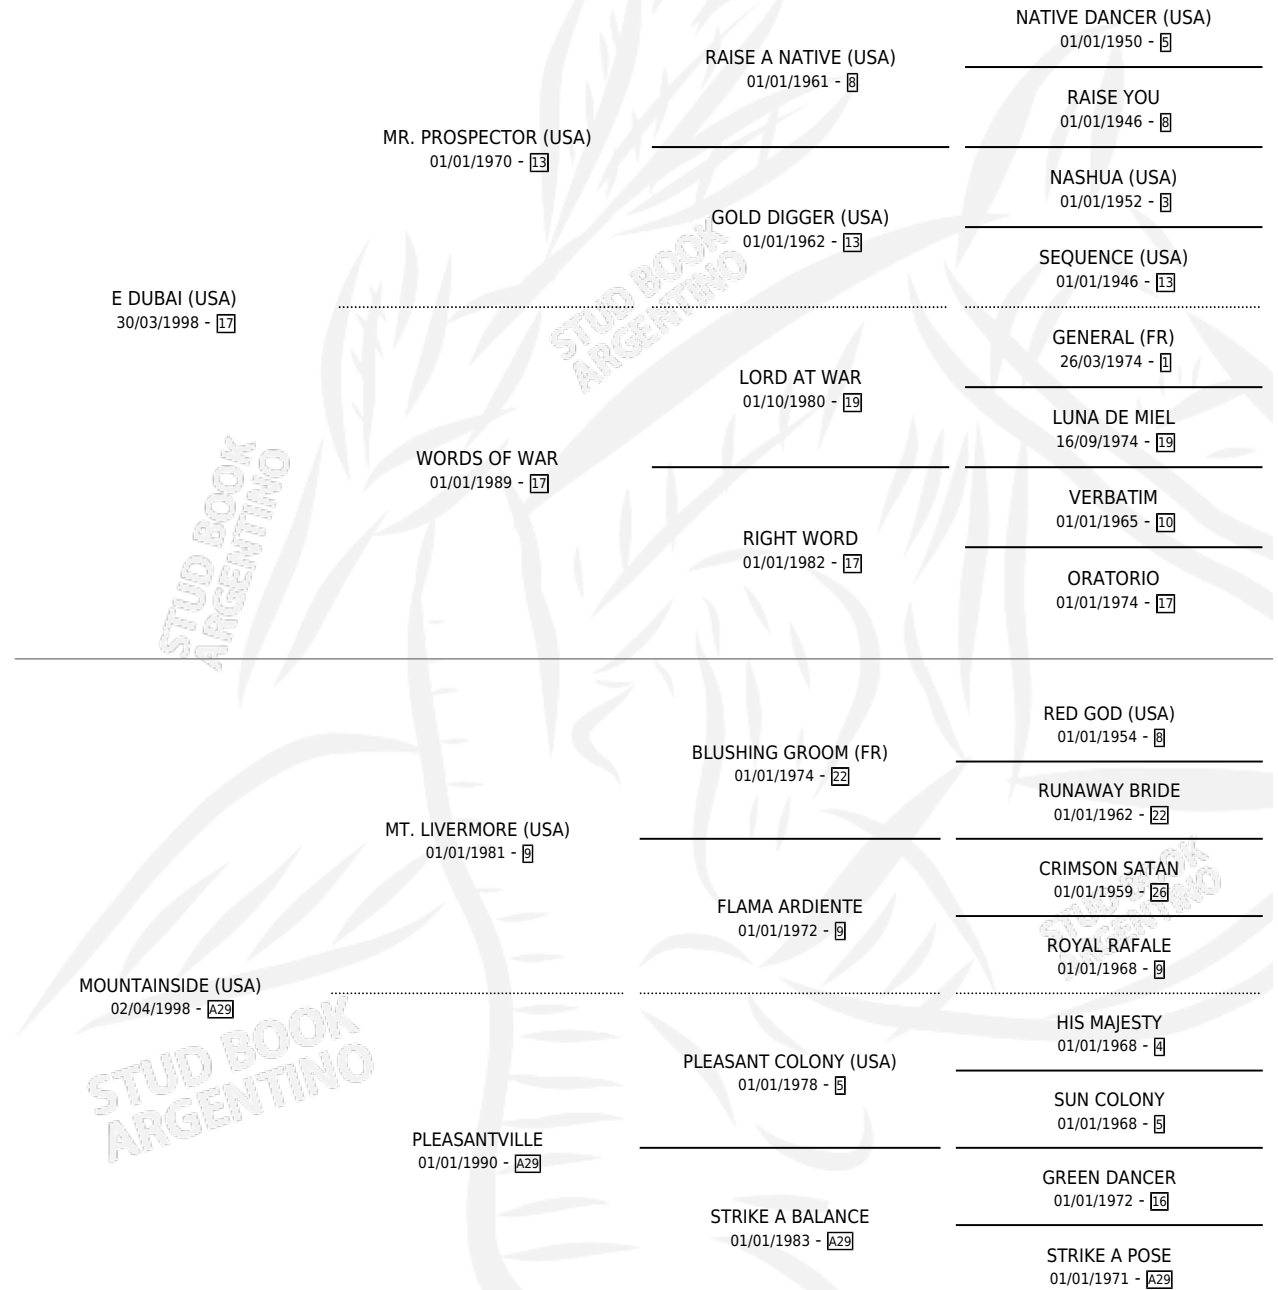 NATIVE DANCER (USA)
01/01/1950 - 5
RAISE A NATIVE (USA)
01/01/1961 - 8
RAISE YOU
01/01/1946 - 8
MR. PROSPECTOR (USA)
01/01/1970 - 13
NASHUA (USA)
01/01/1952 - 3
GOLD DIGGER (USA)
01/01/1962 - 13
SEQUENCE (USA)
01/01/1946 - 13
E DUBAI (USA)
30/03/1998 - 17
GENERAL (FR)
26/03/1974 - 1
LORD AT WAR
01/10/1980 - 19
LUNA DE MIEL
16/09/1974 - 19
WORDS OF WAR
01/01/1989 - 17
VERBATIM
01/01/1965 - 10
RIGHT WORD
01/01/1982 - 17
ORATORIO
01/01/1974 - 17
RED GOD (USA)
01/01/1954 - 8
BLUSHING GROOM (FR)
01/01/1974 - 22
RUNAWAY BRIDE
01/01/1962 - 22
MT. LIVERMORE (USA)
01/01/1981 - 9
CRIMSON SATAN
01/01/1959 - 26
FLAMA ARDIENTE
01/01/1972 - 9
ROYAL RAFALE
01/01/1968 - 9
MOUNTAINSIDE (USA)
02/04/1998 - A29
HIS MAJESTY
01/01/1968 - 4
PLEASANT COLONY (USA)
01/01/1978 - 5
SUN COLONY
01/01/1968 - 5
PLEASANTVILLE
01/01/1990 - A29
GREEN DANCER
01/01/1972 - 16
STRIKE A BALANCE
01/01/1983 - A29
STRIKE A POSE
01/01/1971 - A29
STUD BOOK
ARGENTINO
STUD BOOK
ARGENTINO
STUD BOOK
ARGENTINO
STUD BOOK
ARGENTINO